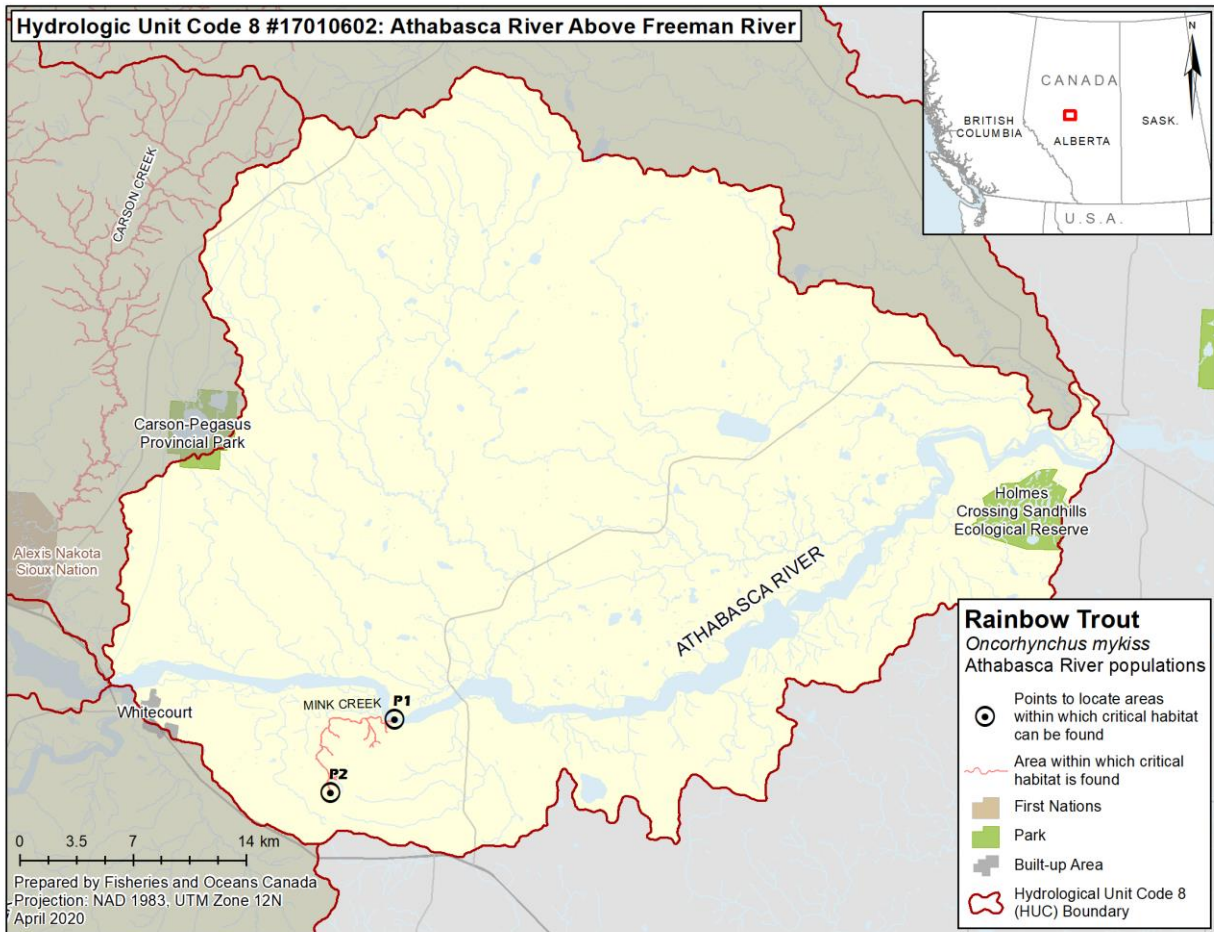 Hydrologic Unit Code 8 #17010602: Athabasca River Above Freeman River
N
CANADA
BRITISH
COLUMBIA
ALBERTA
SASK.
U.S.A.
CARSON CREEK
Carson-Pegasus
Provincial Park
Alexis Nakota
Sioux Nation
Holmes
Crossing Sandhills
Ecological Reserve
ATHABASCA RIVER
MINK CREEK
P1
Whitecourt
P2
0 3.5 7 14 km
Prepared by Fisheries and Oceans Canada
Projection: NAD 1983, UTM Zone 12N
April 2020
Rainbow Trout
Oncorhynchus mykiss
Athabasca River populations
Points to locate areas
within which critical habitat
can be found
Area within which critical
habitat is found
First Nations
Park
Built-up Area
Hydrological Unit Code 8
(HUC) Boundary